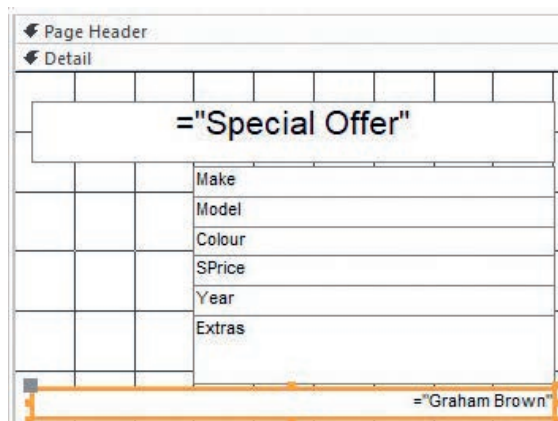 Page Header
Detail
="Special Offer"
Make
Model
Colour
SPrice
Year
Extras
="Graham Brown"